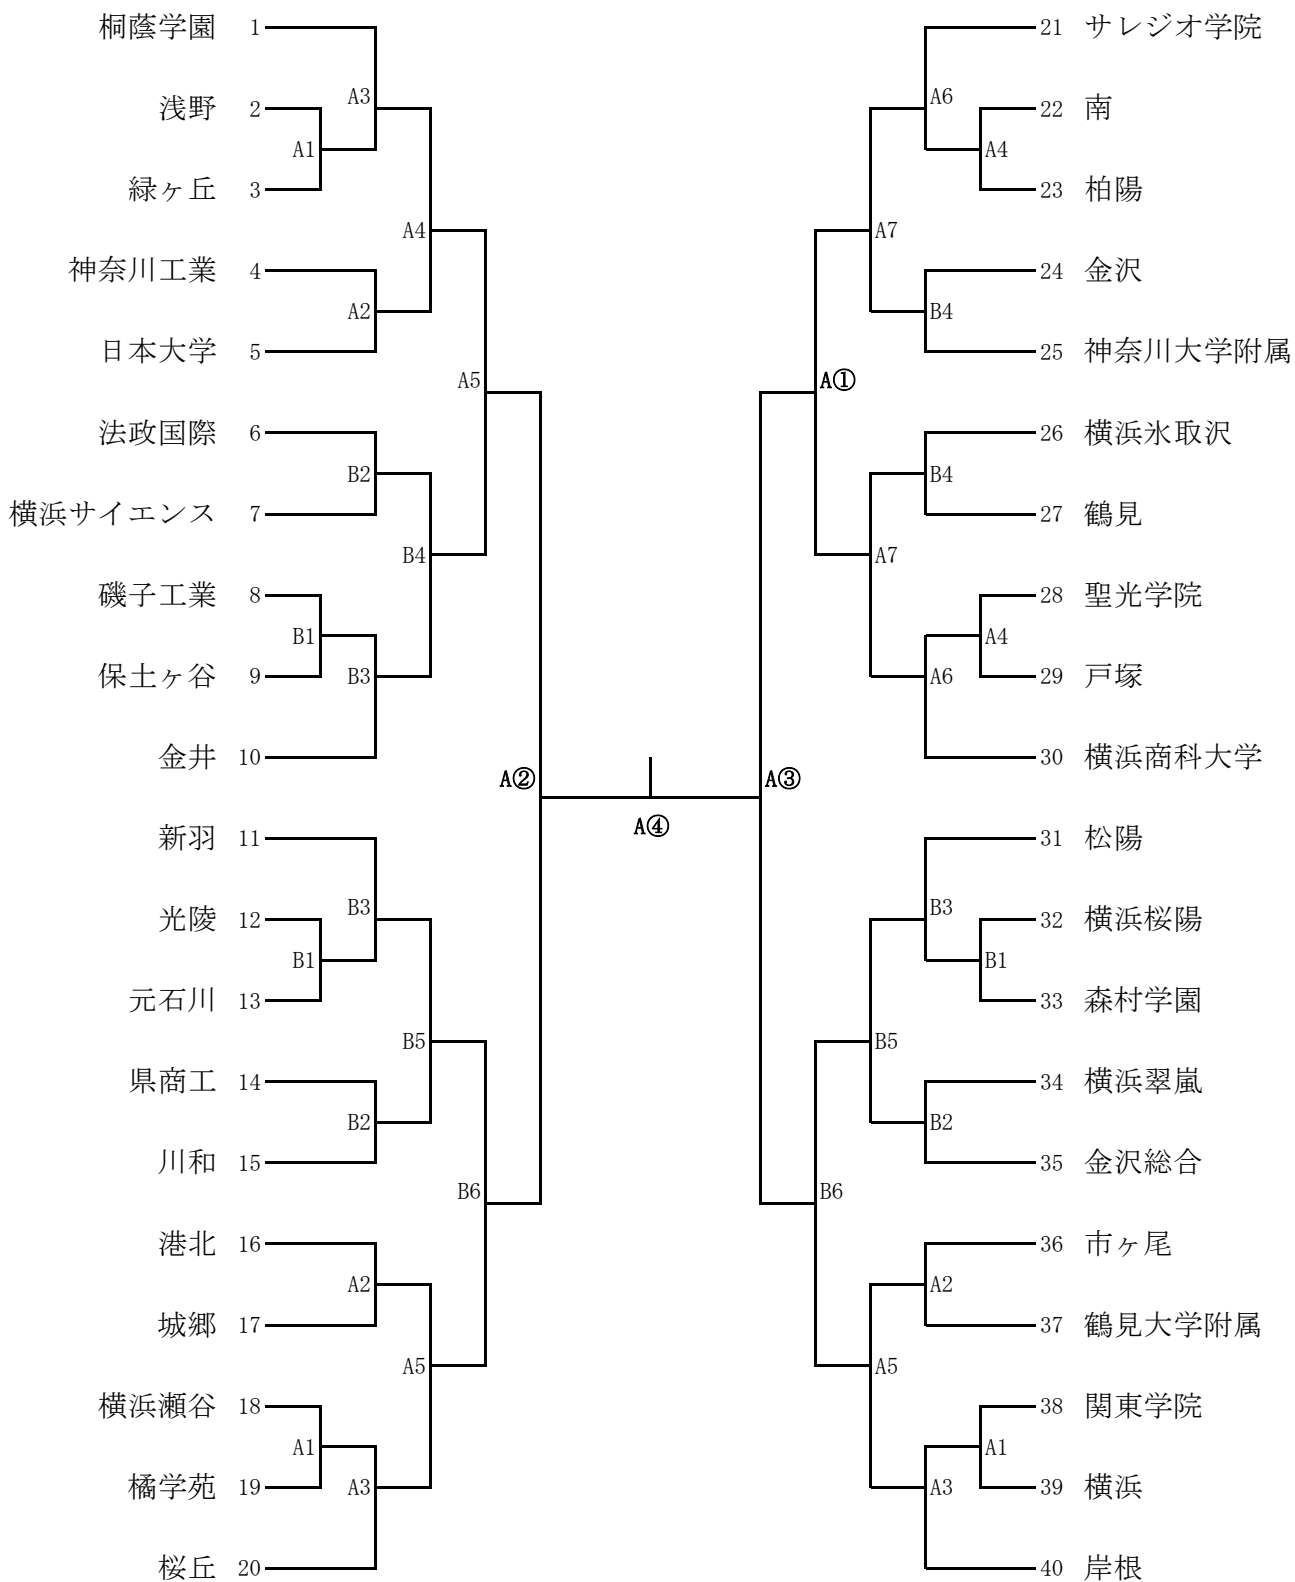 桐蔭学園 1
浅野 2
緑ヶ丘 3
神奈川工業 4
日本大学 5
法政国際 6
横浜サイエンス 7
磯子工業 8
保土ヶ谷 9
金井 10
新羽 11
光陵 12
元石川 13
県商工 14
川和 15
港北 16
城郷 17
横浜瀬谷 18
橘学苑 19
桜丘 20
A3
A1
A4
A2
A5
B2
B4
B1
B3
A②
B3
B1
B5
B2
B6
A2
A5
A1
A3
A④
21 サレジオ学院
22 南
23 柏陽
24 金沢
25 神奈川大学附属
26 横浜氷取沢
27 鶴見
28 聖光学院
29 戸塚
30 横浜商科大学
31 松陽
32 横浜桜陽
33 森村学園
34 横浜翠嵐
35 金沢総合
36 市ヶ尾
37 鶴見大学附属
38 関東学院
39 横浜
40 岸根
A6
A4
A7
B4
A①
B4
A7
A4
A6
A③
B3
B1
B5
B2
B6
A2
A5
A1
A3